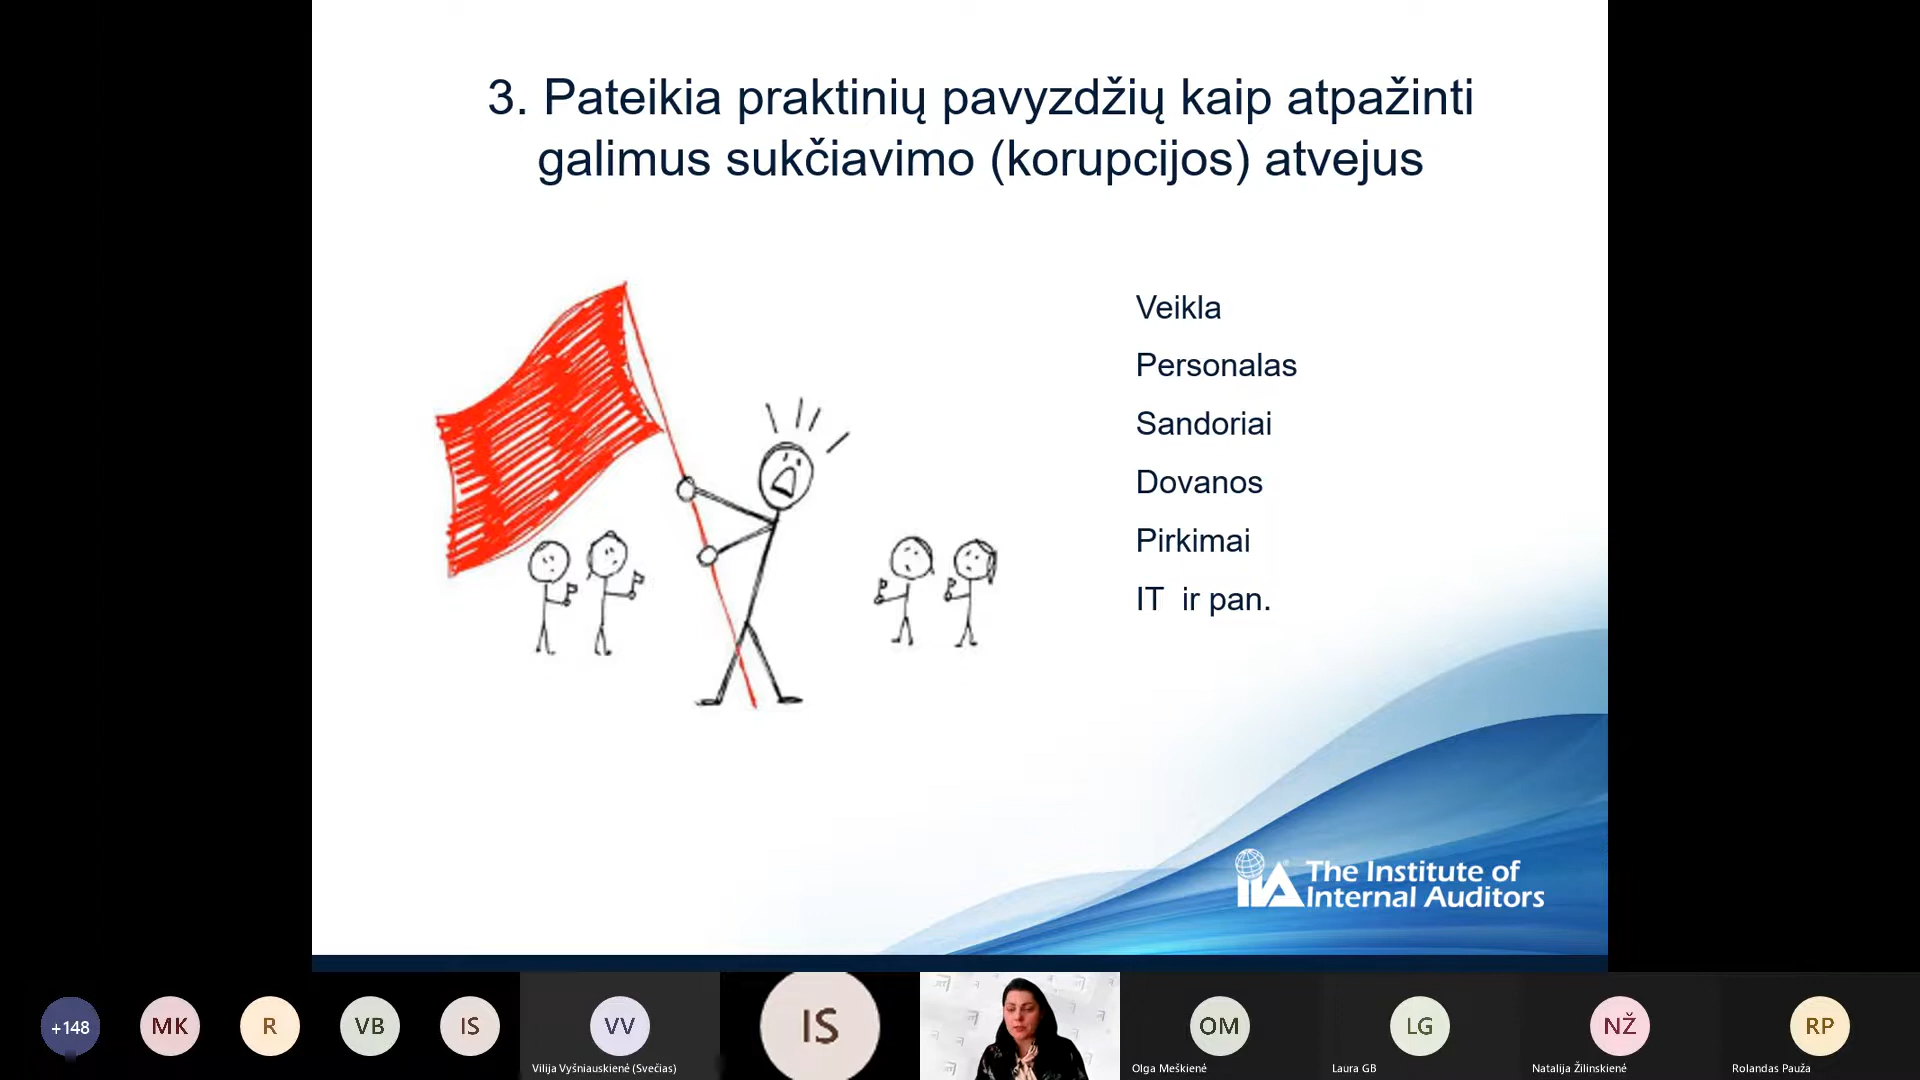 3. Pateikia praktinių pavyzdžių kaip atpažinti
galimus sukčiavimo (korupcijos) atvejus
Veikla
Personalas
Sandoriai
Dovanos
Pirkimai
IT  ir pan.
IIA The Institute of
Internal Auditors
+148
MK
R
VB
IS
VV
Vilija Vyšniauskienė (Svečias)
IS
OM
Olga Meškienė
LG
Laura GB
NŽ
Natalija Žilinskienė
RP
Rolandas Pauža